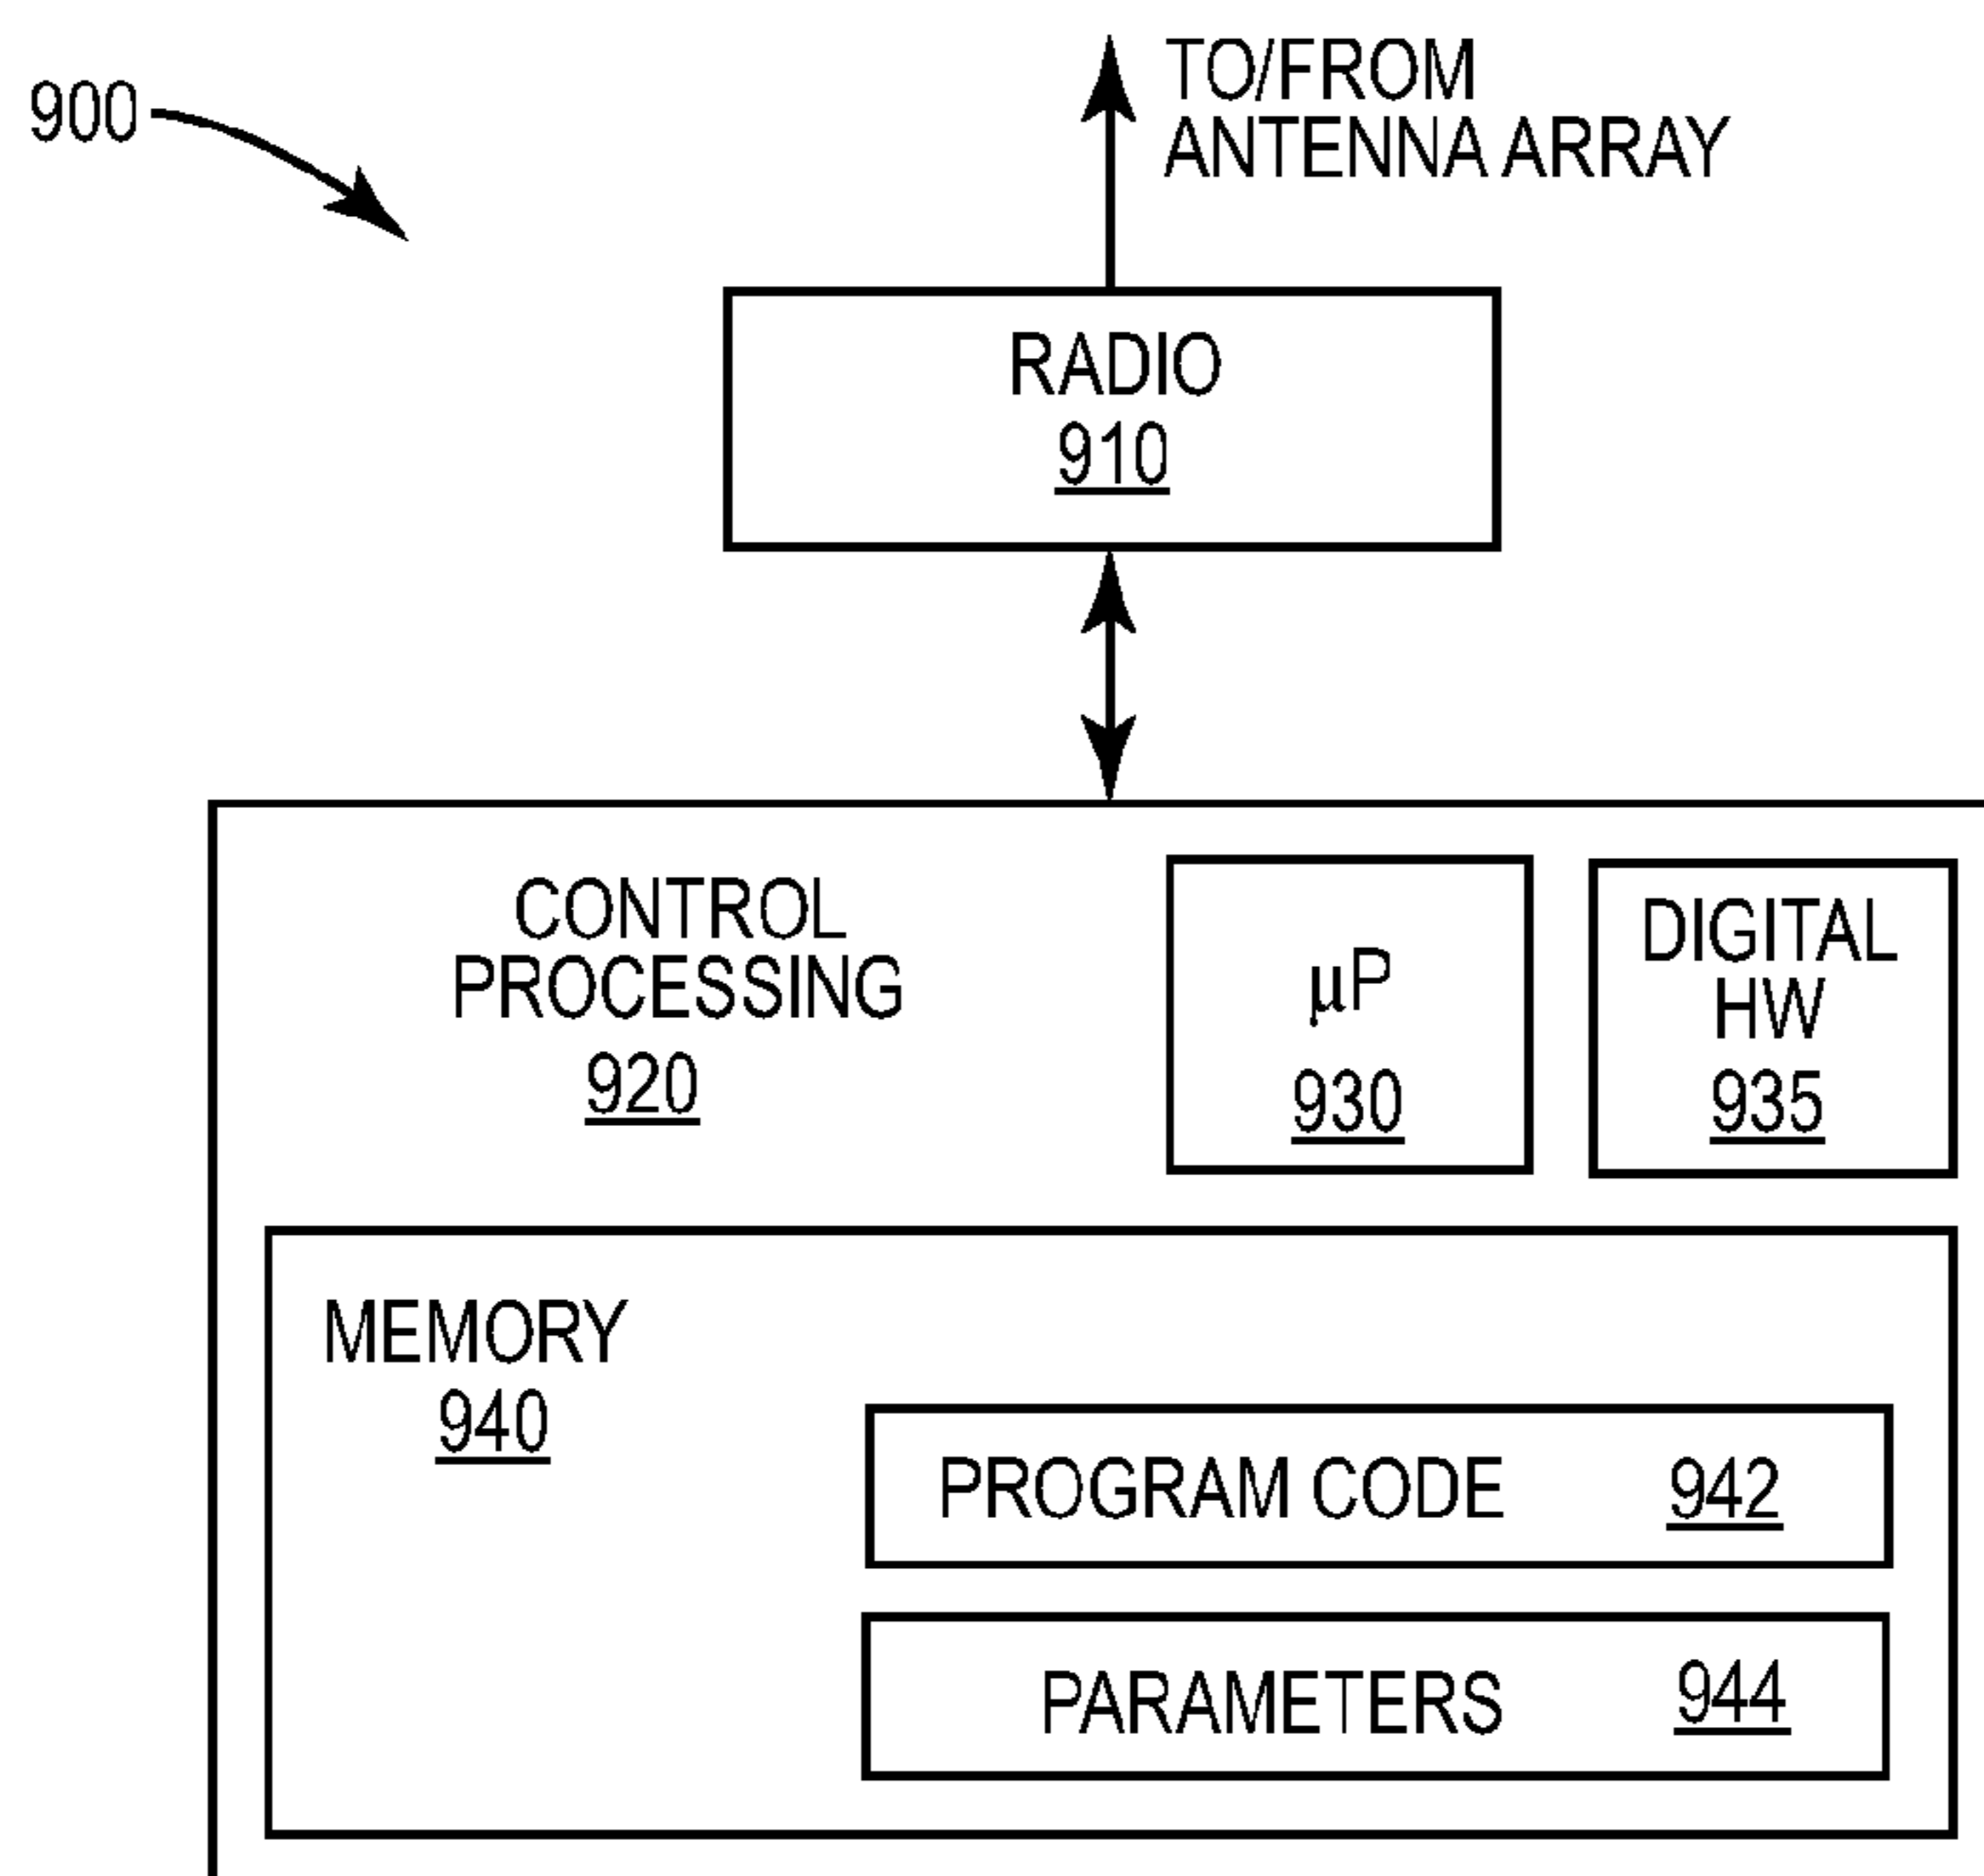 900
TO/FROM
ANTENNA ARRAY
RADIO
910
CONTROL
PROCESSING
920
µP
930
DIGITAL
HW
935
MEMORY
940
PROGRAM CODE 942
PARAMETERS 944